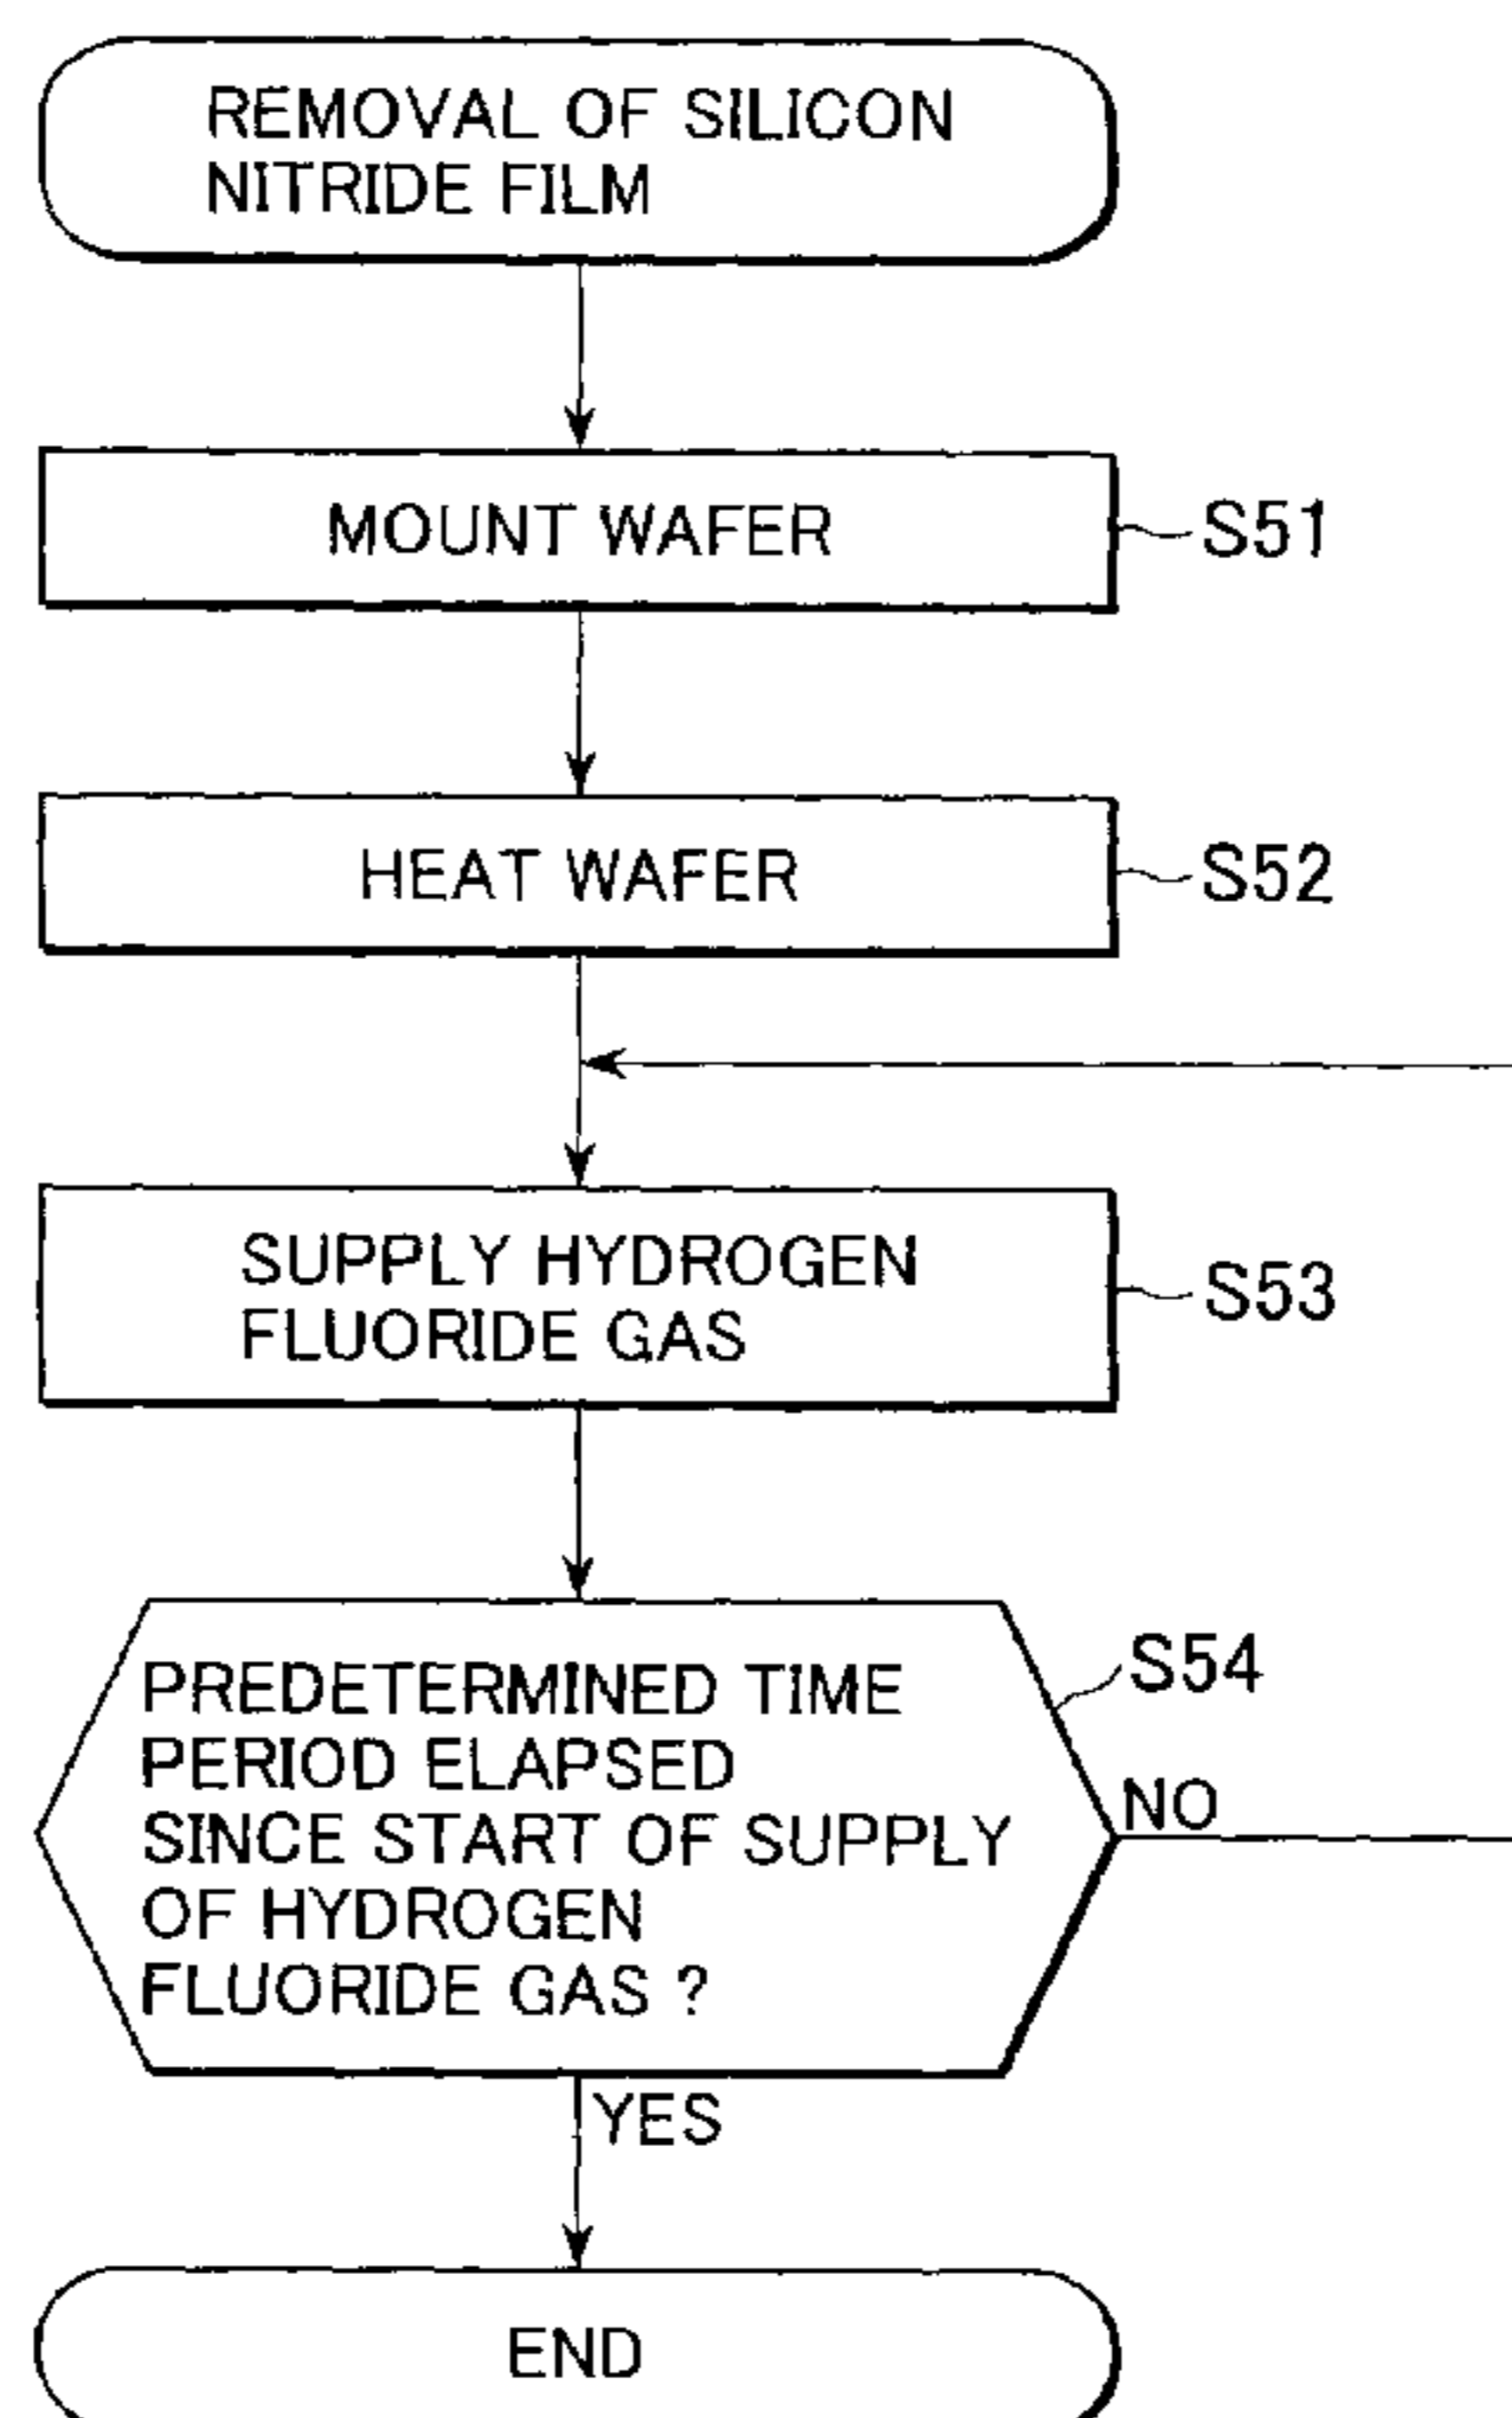 REMOVAL OF SILICON
NITRIDE FILM
MOUNT WAFER
S51
HEAT WAFER
S52
SUPPLY HYDROGEN
FLUORIDE GAS
S53
PREDETERMINED TIME
PERIOD ELAPSED
SINCE START OF SUPPLY
OF HYDROGEN
FLUORIDE GAS ?
S54
NO
YES
END